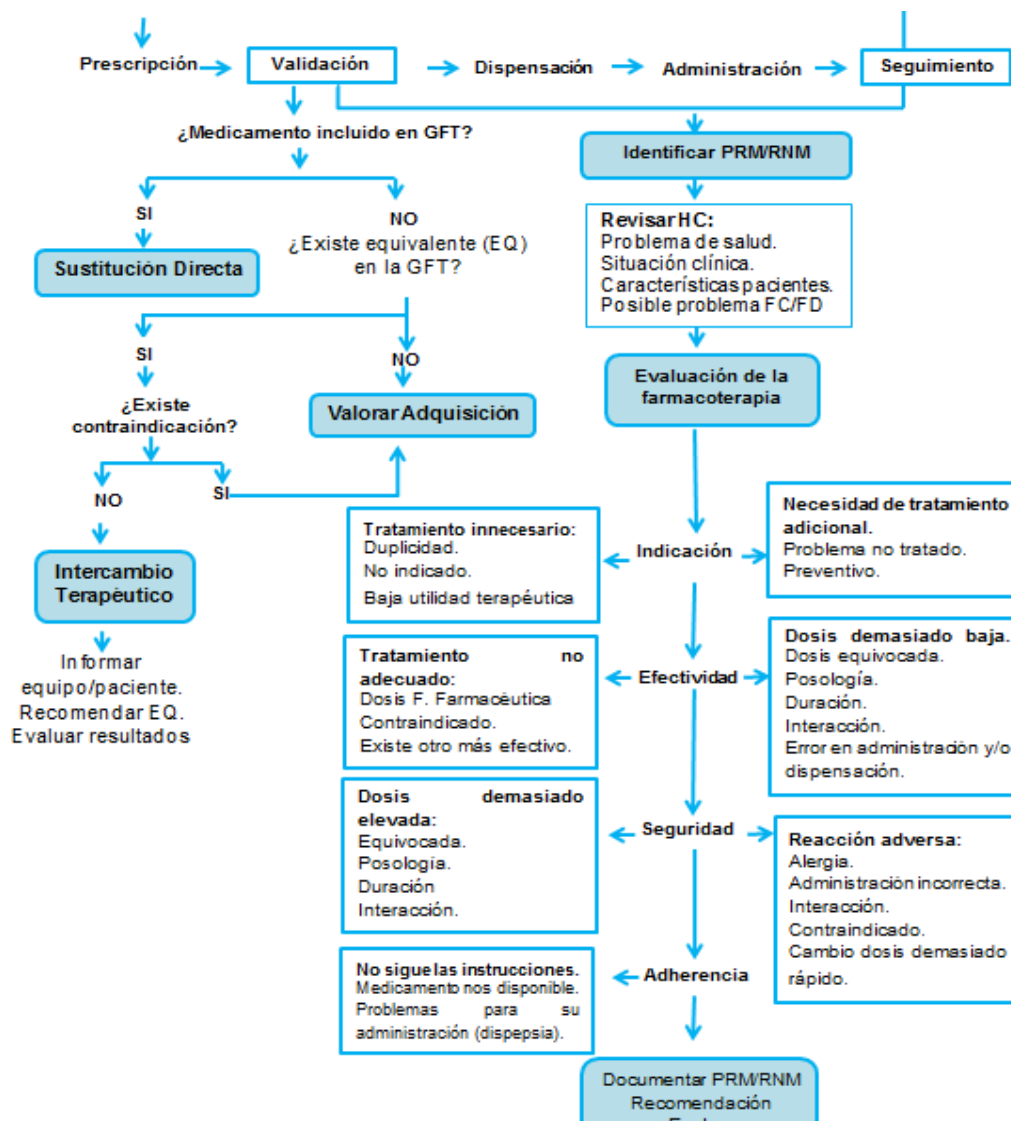 Prescripción
Validación
Dispensación
Administración
Seguimiento
¿Medicamento incluido en GFT?
SI
Sustitución Directa
NO
¿Existe equivalente (EQ)
en la GFT?
SI
NO
¿Existe
contraindicación?
Valorar Adquisición
NO
SI
Intercambio
Terapéutico
Informar
equipo/paciente.
Recomendar EQ.
Evaluar resultados
Identificar PRM/RNM
Revisar HC:
Problema de salud.
Situación clínica.
Características pacientes.
Posible problema FC/FD
Evaluación de la
farmacoterapia
Tratamiento innecesario:
Duplicidad.
No indicado.
Baja utilidad terapéutica
Indicación
Necesidad de tratamiento
adicional.
Problema no tratado.
Preventivo.
Tratamiento no
adecuado:
Dosis F. Farmacéutica
Contraindicado.
Existe otro más efectivo.
Efectividad
Dosis demasiado baja.
Dosis equivocada.
Posología.
Duración.
Interacción.
Error en administración y/o
dispensación.
Dosis demasiado
elevada:
Equivocada.
Posología.
Duración
Interacción.
Seguridad
Reacción adversa:
Alergia.
Administración incorrecta.
Interacción.
Contraindicado.
Cambio dosis demasiado
rápido.
No sigue las instrucciones.
Medicamento nos disponible.
Problemas para su
administración (dispepsia).
Adherencia
Documentar PRM/RNM
Recomendación